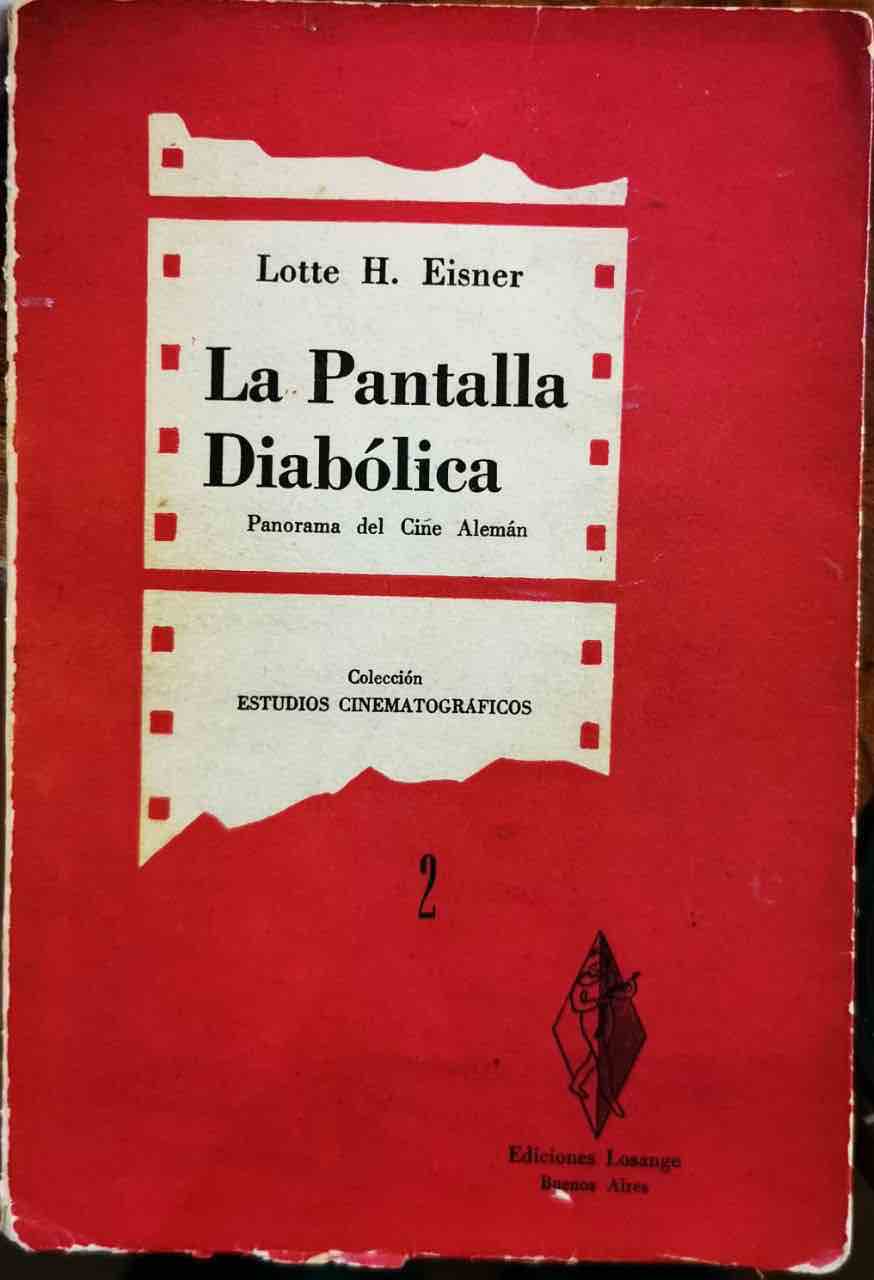 Lotte H. Eisner
La Pantalla
Diabólica
Panorama del Cine Alemán
Colección
ESTUDIOS CINEMATOGRÁFICOS
2
Ediciones Losange
Buenos Aires